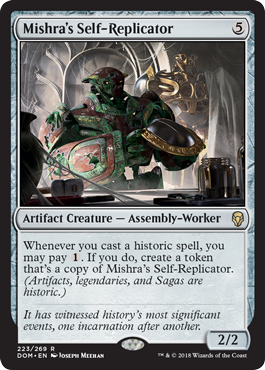 Mishra's Self-Replicator 5
Artifact Creature — Assembly-Worker
Whenever you cast a historic spell, you
may pay 1. If you do, create a token
that's a copy of Mishra's Self-Replicator.
(Artifacts, legendaries, and Sagas are
historic.)
It has witnessed history's most significant
events, one incarnation after another.
2/2
223/269 R
DOM • EN Joseph Meehan
™ & © 2018 Wizards of the Coast